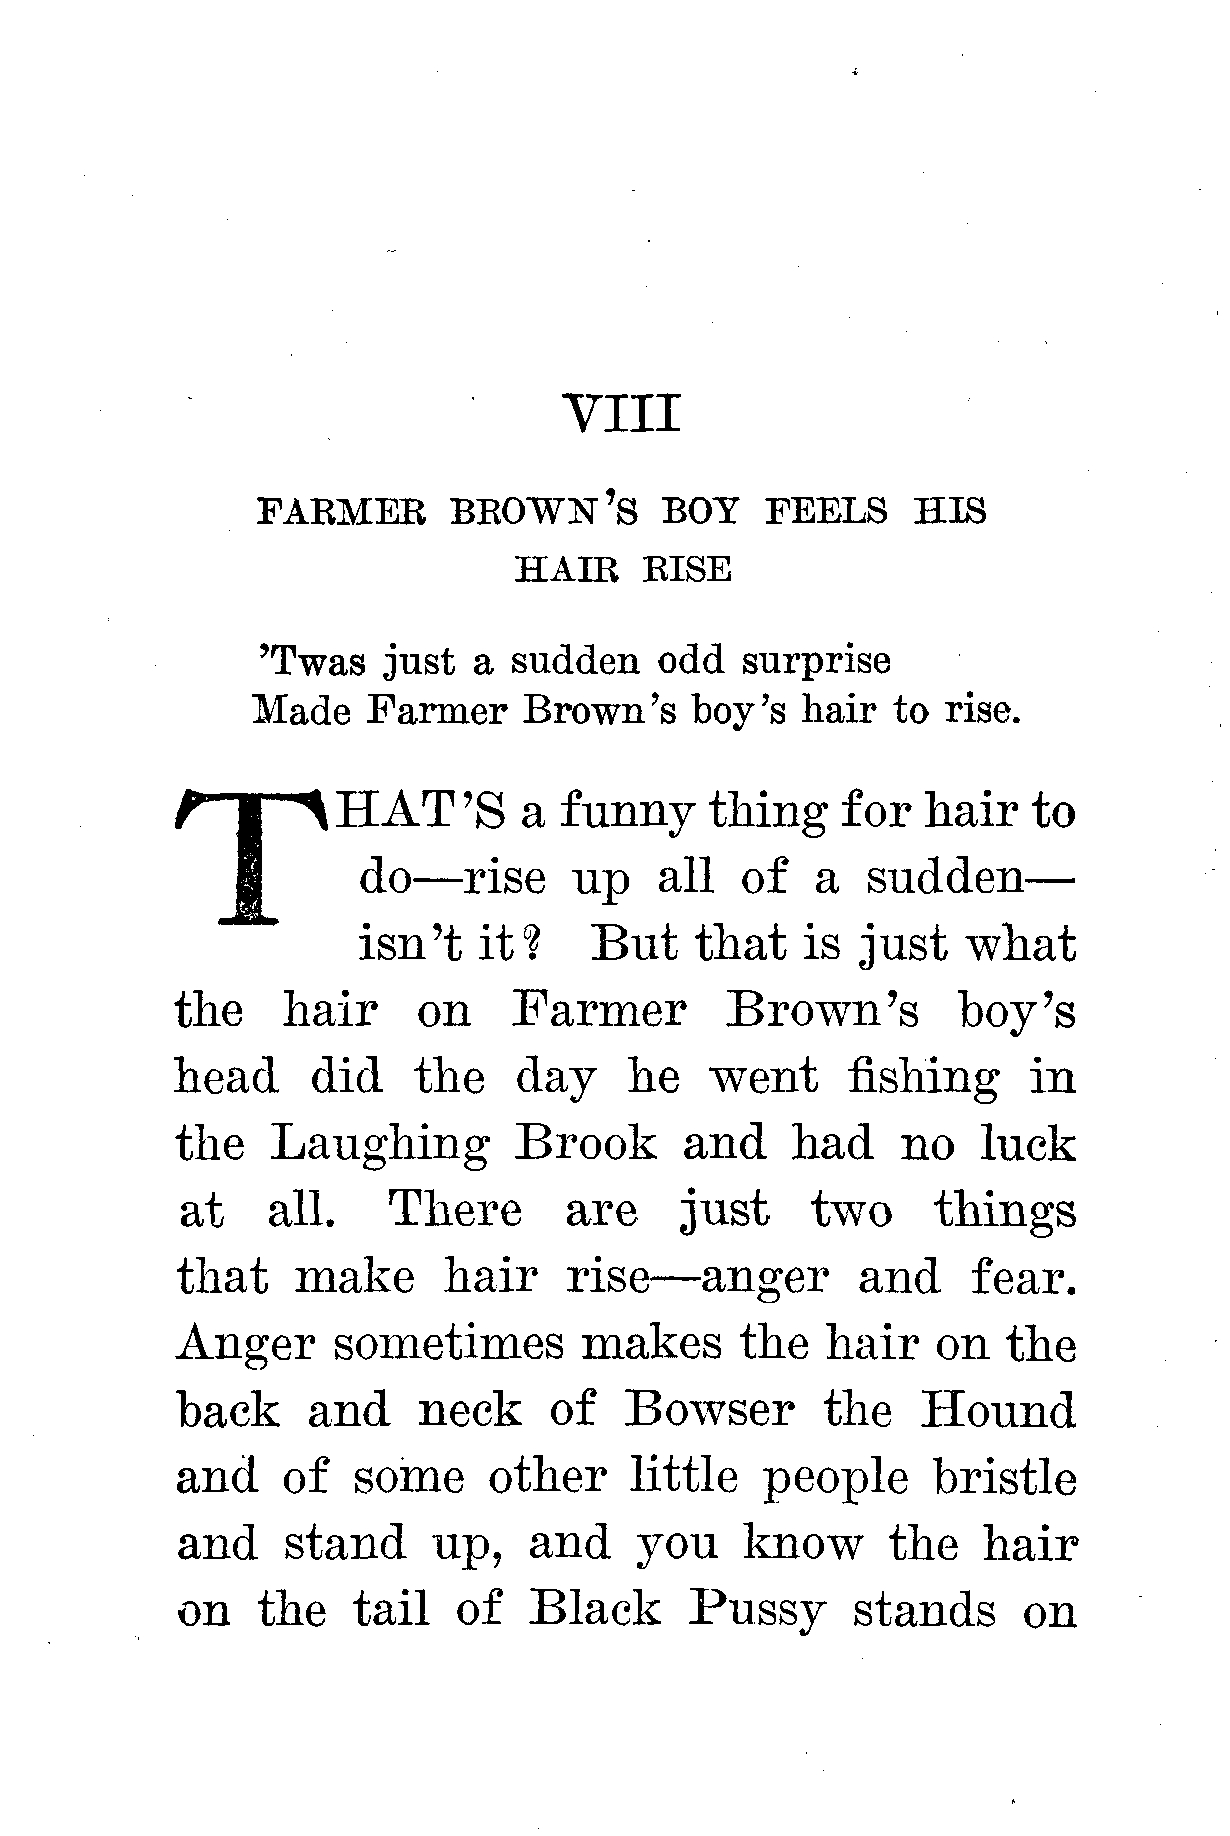 VIII
FARMER BROWN'S BOY FEELS HIS
HAIR RISE
'Twas just a sudden odd surprise
Made Farmer Brown's boy's hair to rise.
THAT'S a funny thing for hair to
do—rise up all of a sudden—
isn't it? But that is just what
the hair on Farmer Brown's boy's
head did the day he went fishing in
the Laughing Brook and had no luck
at all. There are just two things
that make hair rise—anger and fear.
Anger sometimes makes the hair on the
back and neck of Bowser the Hound
and of some other little people bristle
and stand up, and you know the hair
on the tail of Black Pussy stands on